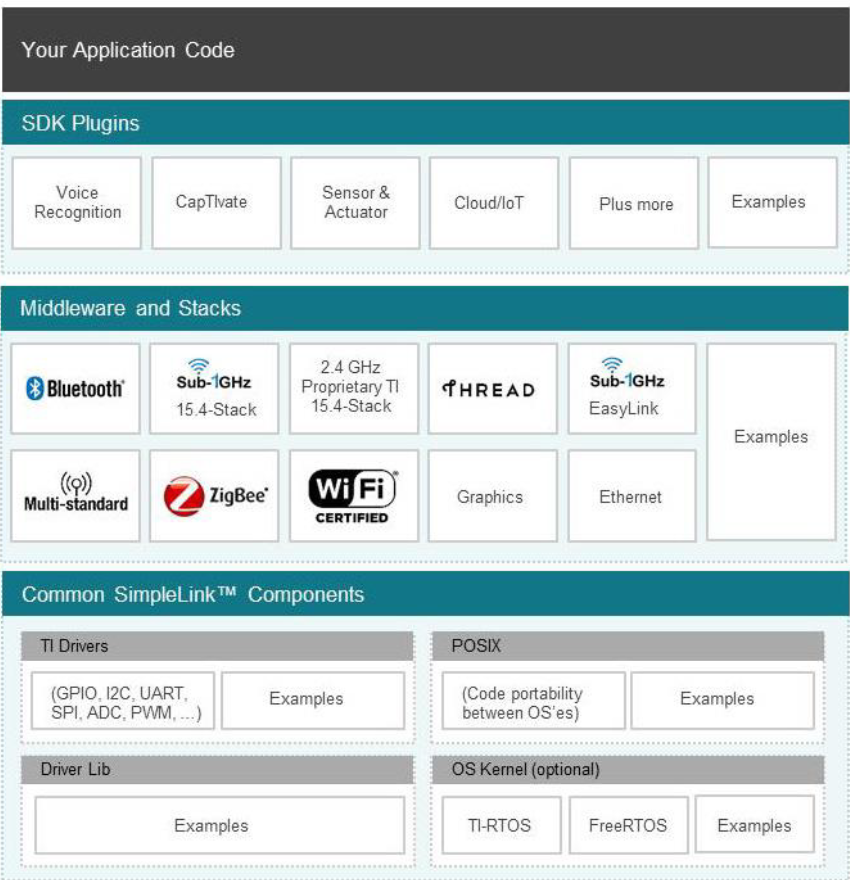 Your Application Code
SDK Plugins
Voice
Recognition
CapTIvate
Sensor &
Actuator
Cloud/IoT
Plus more
Examples
Middleware and Stacks
Bluetooth®
Sub-1GHz
15.4-Stack
2.4 GHz
Proprietary TI
15.4-Stack
THREAD
Sub-1GHz
EasyLink
Examples
Multi-standard
ZigBee®
Wi Fi®
CERTIFIED
Graphics
Ethernet
Common SimpleLink™ Components
TI Drivers
(GPIO, I2C, UART,
SPI, ADC, PWM, ...)
Examples
POSIX
(Code portability
between OS'es)
Examples
Driver Lib
Examples
OS Kernel (optional)
TI-RTOS
FreeRTOS
Examples